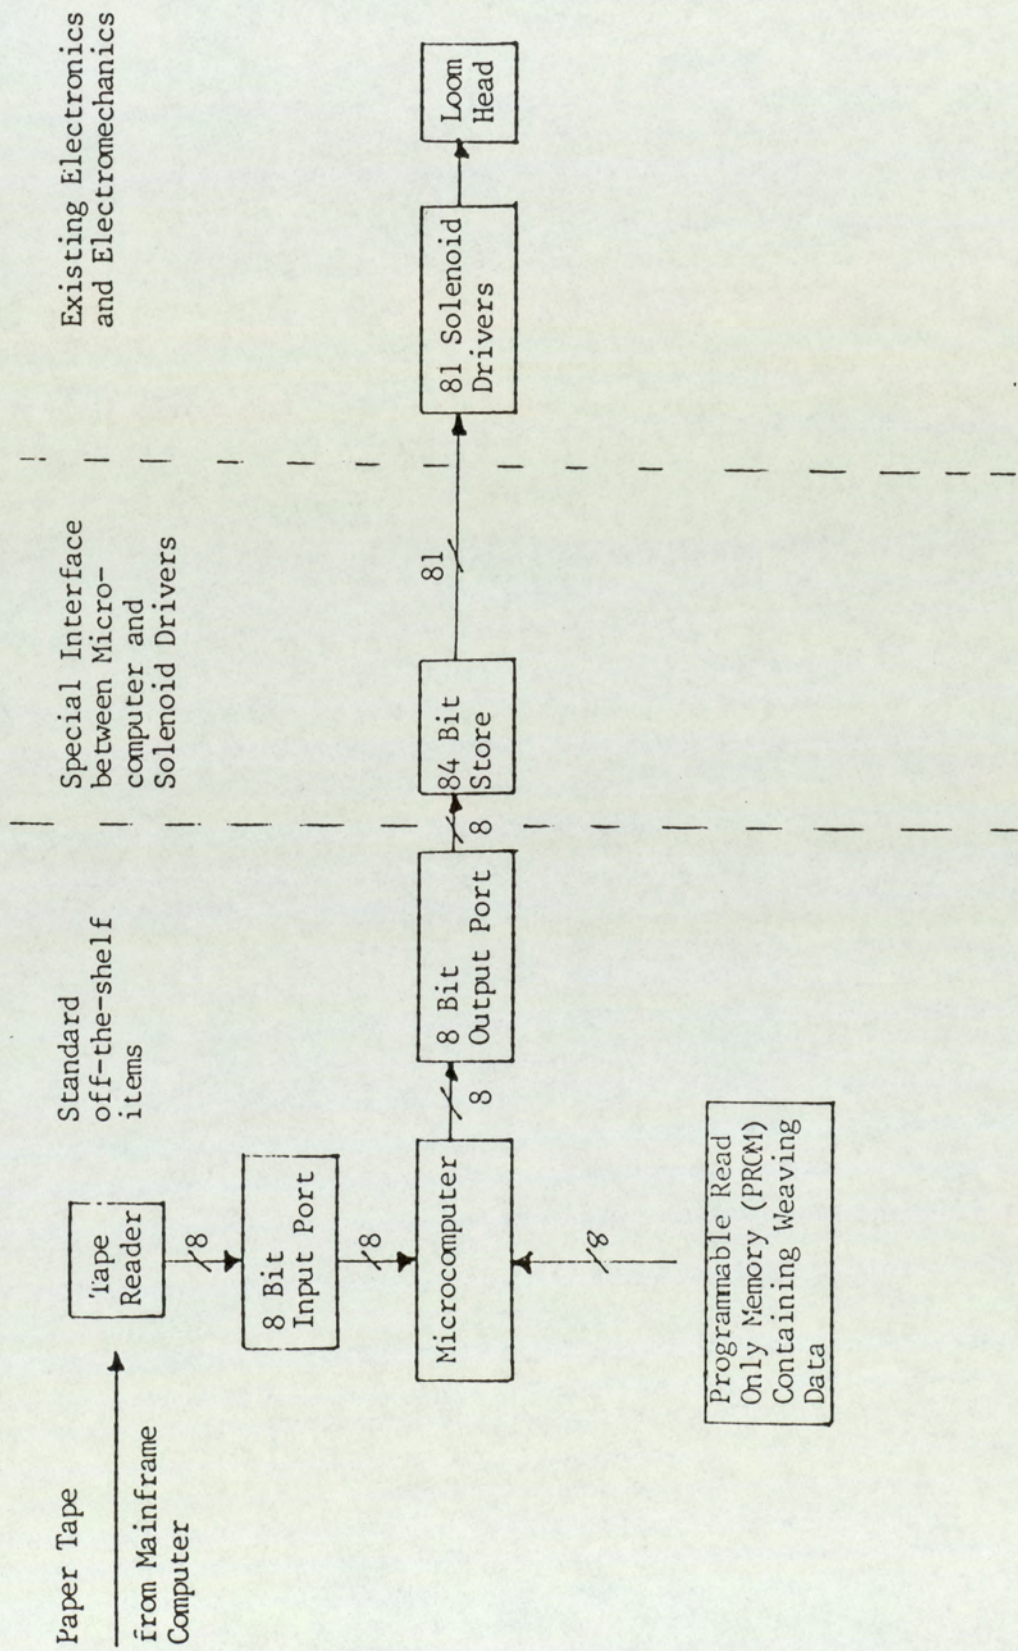 Paper Tape
from Mainframe
Computer
Tape
Reader
8
8 Bit
Input Port
8
Microcomputer
8
Programmable Read
Only Memory (PROM)
Containing Weaving
Data
Standard
off-the-shelf
items
8
8 Bit
Output Port
8
Special Interface
between Micro-
computer and
Solenoid Drivers
84 Bit
Store
81
Existing Electronics
and Electromechanics
81 Solenoid
Drivers
Loom
Head